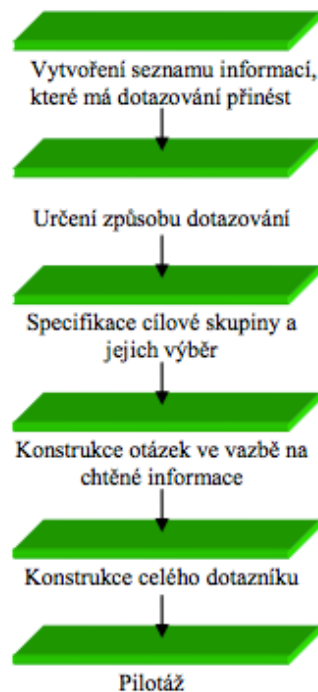 Vytvoření seznamu informací,
které má dotazování přinést
Určení způsobu dotazování
Specifikace cílové skupiny a
jejich výběr
Konstrukce otázek ve vazbě na
chtěné informace
Konstrukce celého dotazníku
Pilotáž